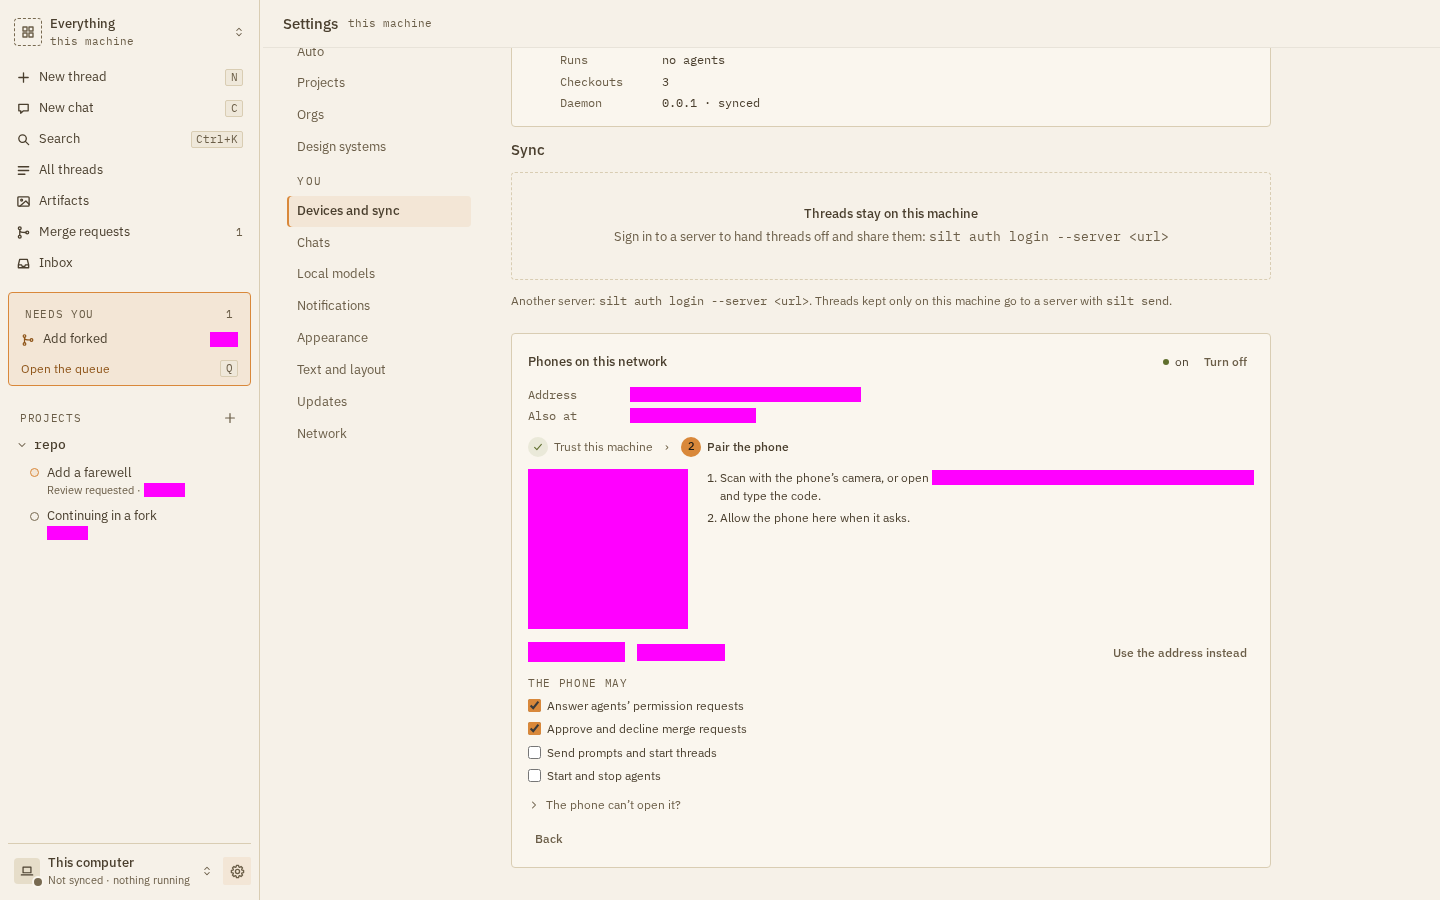 Everything
this machine
New thread N
New chat C
Search Ctrl+K
All threads
Artifacts
Merge requests 1
Inbox
NEEDS YOU 1
Add forked
Open the queue Q
PROJECTS
repo
Add a farewell
Review requested ·
Continuing in a fork
This computer
Not synced · nothing running
Settings this machine
Auto
Projects
Orgs
Design systems
YOU
Devices and sync
Chats
Local models
Notifications
Appearance
Text and layout
Updates
Network
Runs no agents
Checkouts 3
Daemon 0.0.1 · synced
Sync
Threads stay on this machine
Sign in to a server to hand threads off and share them: silt auth login --server <url>
Another server: silt auth login --server <url>. Threads kept only on this machine go to a server with silt send.
Phones on this network on Turn off
Address
Also at
Trust this machine › 2 Pair the phone
1. Scan with the phone’s camera, or open
and type the code.
2. Allow the phone here when it asks.
Use the address instead
THE PHONE MAY
Answer agents’ permission requests
Approve and decline merge requests
Send prompts and start threads
Start and stop agents
The phone can’t open it?
Back